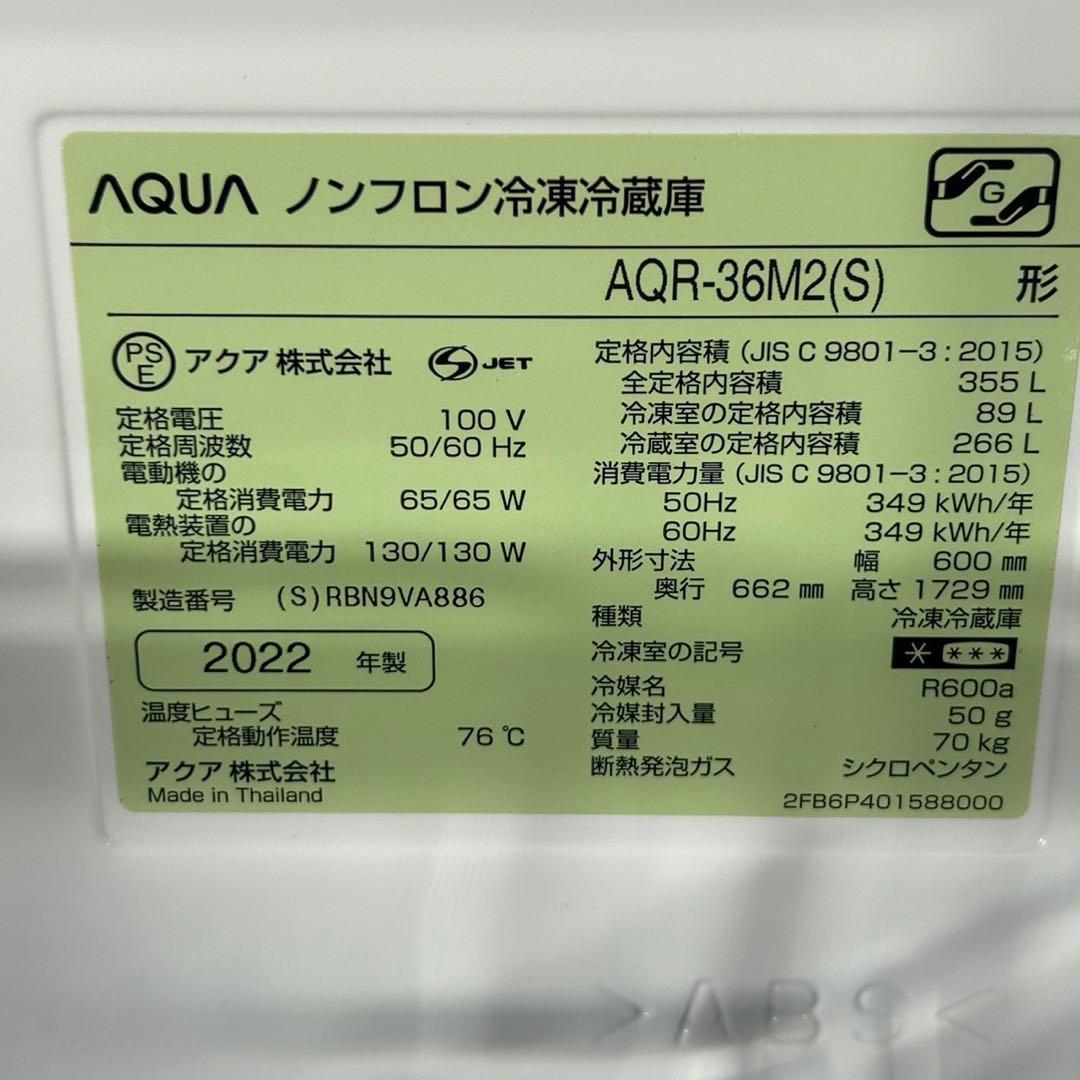 AQUA ノンフロン冷凍冷蔵庫
G
AQR-36M2(S) 形
PS
E
アクア 株式会社 S JET
定格電圧 100 V
定格周波数 50/60 Hz
電動機の
定格消費電力 65/65 W
電熱装置の
定格消費電力 130/130 W
製造番号 (S)RBN9VA886
2022 年製
温度ヒューズ
定格動作温度 76 ℃
アクア 株式会社
Made in Thailand
定格内容積 (JIS C 9801-3 : 2015)
全定格内容積 355 L
冷凍室の定格内容積 89 L
冷蔵室の定格内容積 266 L
消費電力量 (JIS C 9801-3 : 2015)
50Hz 349 kWh/年
60Hz 349 kWh/年
外形寸法 幅 600 ㎜
奥行 662 ㎜ 高さ 1729 ㎜
種類 冷凍冷蔵庫
冷凍室の記号 * ***
冷媒名 R600a
冷媒封入量 50 g
質量 70 kg
断熱発泡ガス シクロペンタン
2FB6P401588000
>ABS<